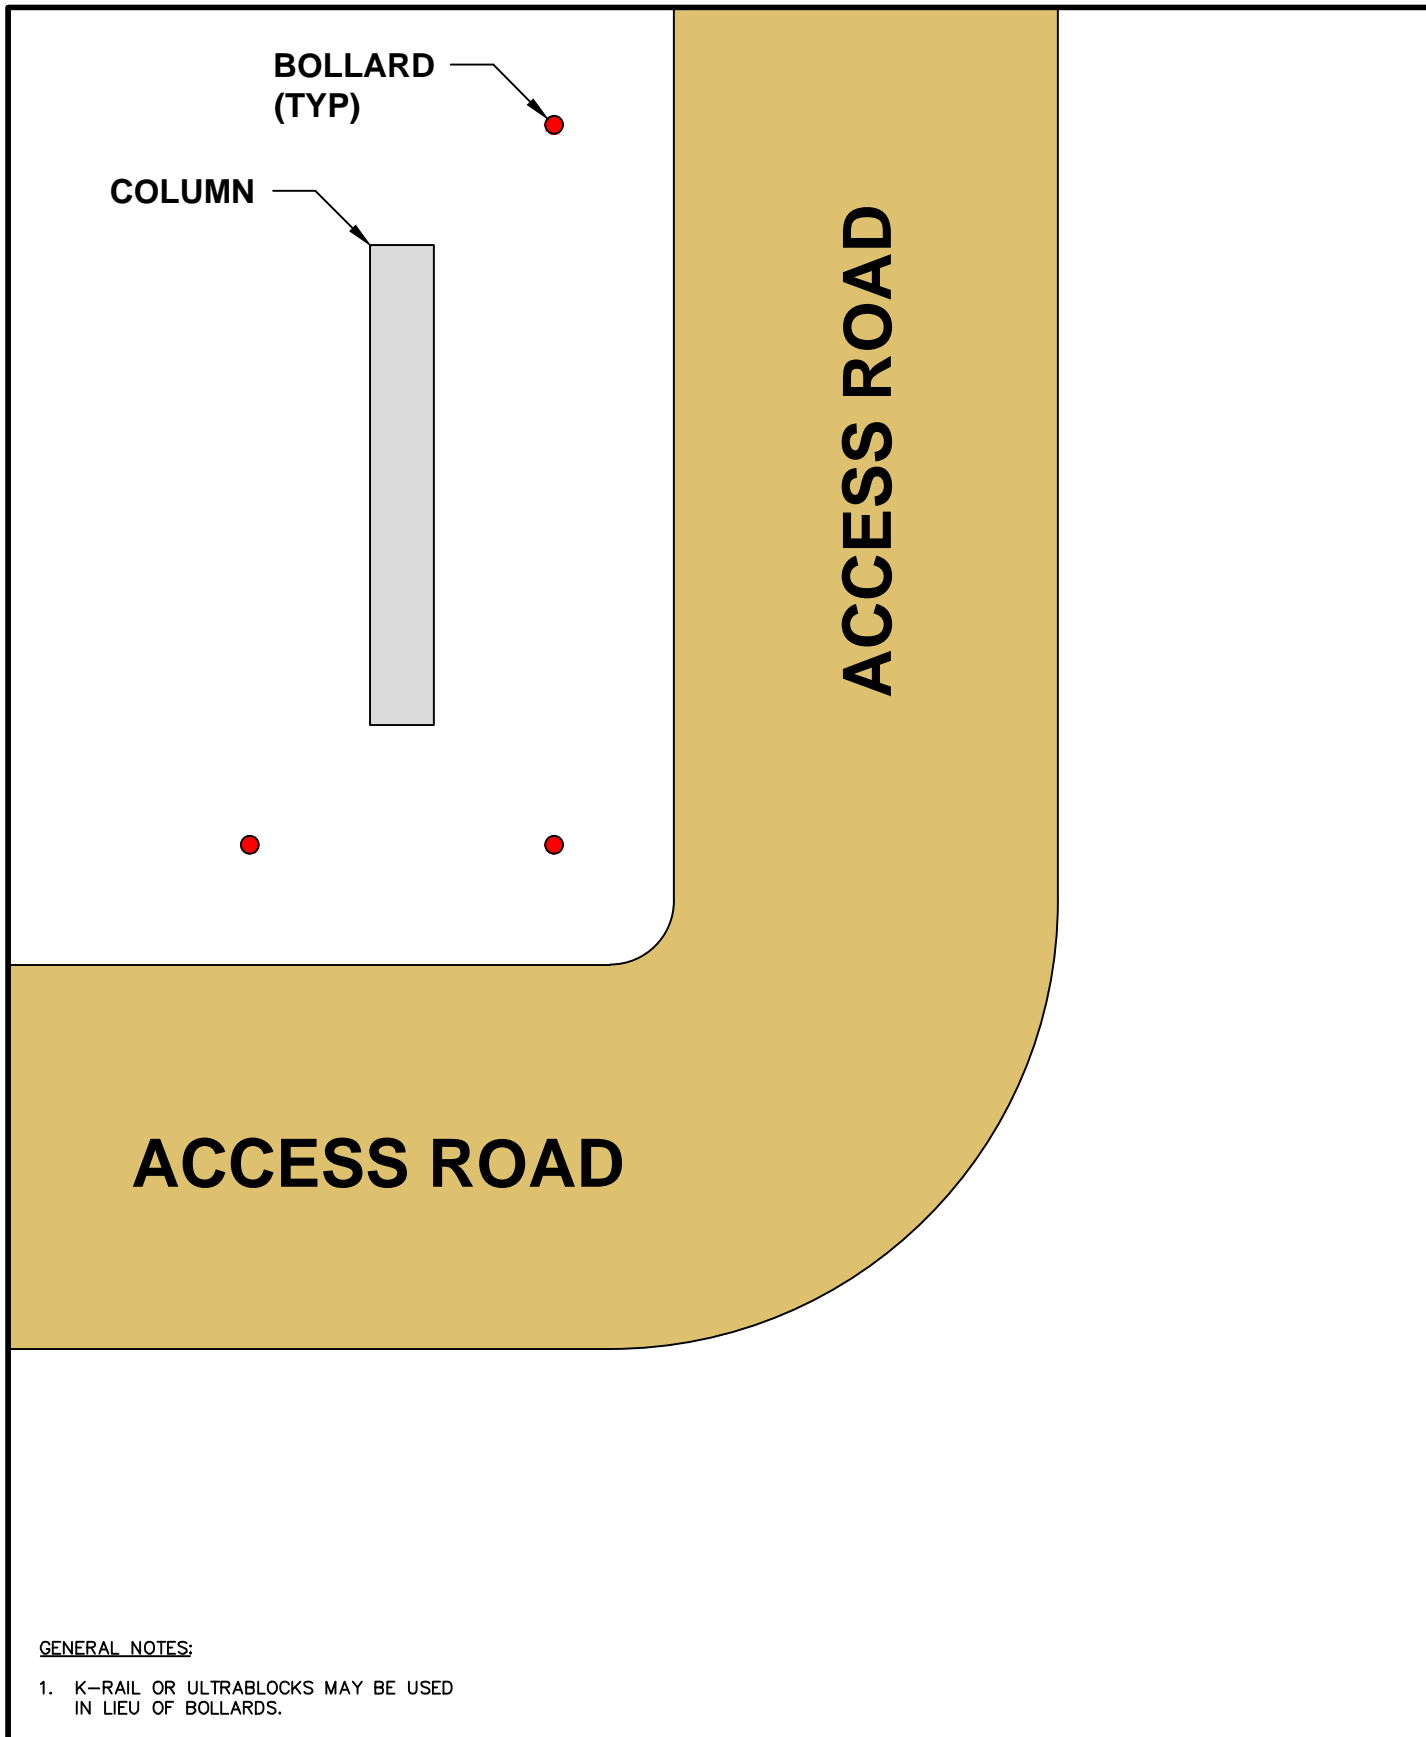 BOLLARD
(TYP)
COLUMN
ACCESS ROAD
ACCESS ROAD
GENERAL NOTES:
1. K-RAIL OR ULTRABLOCKS MAY BE USED
IN LIEU OF BOLLARDS.